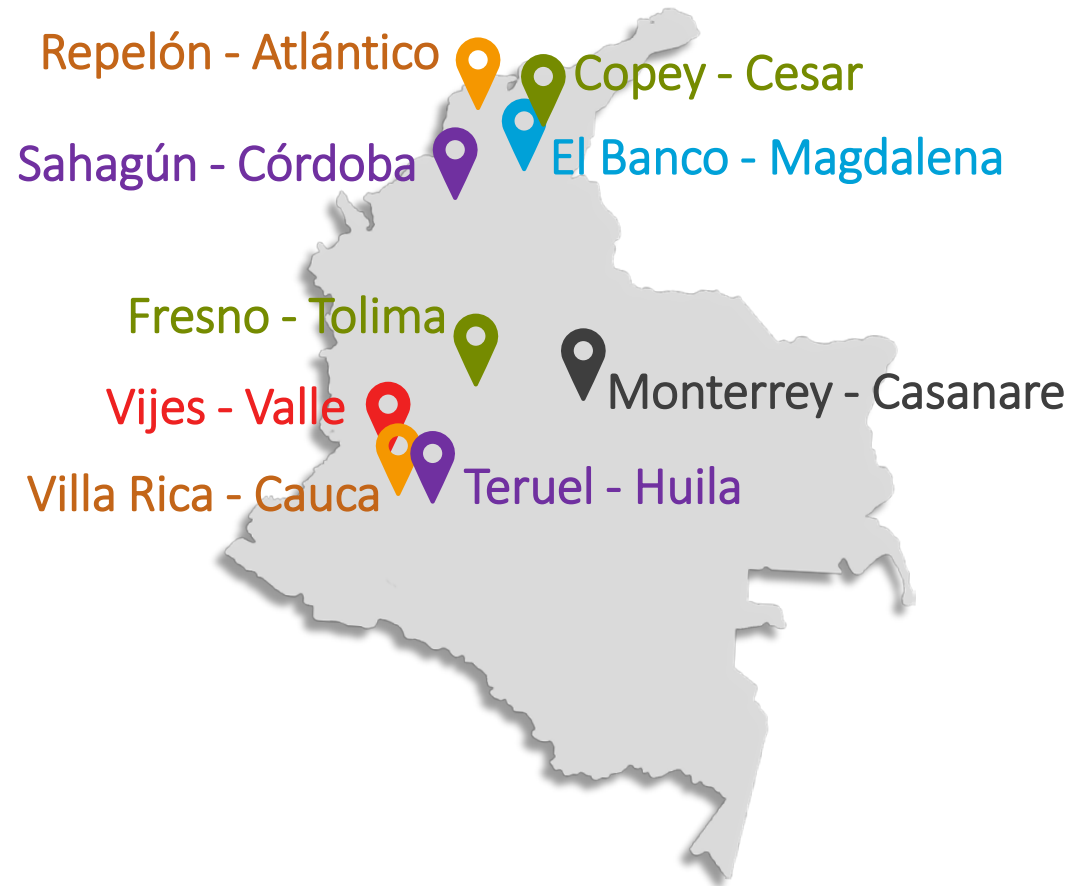 Repelón - Atlántico
Copey - Cesar
Sahagún - Córdoba
El Banco - Magdalena
Fresno - Tolima
Monterrey - Casanare
Vijes - Valle
Villa Rica - Cauca
Teruel - Huila